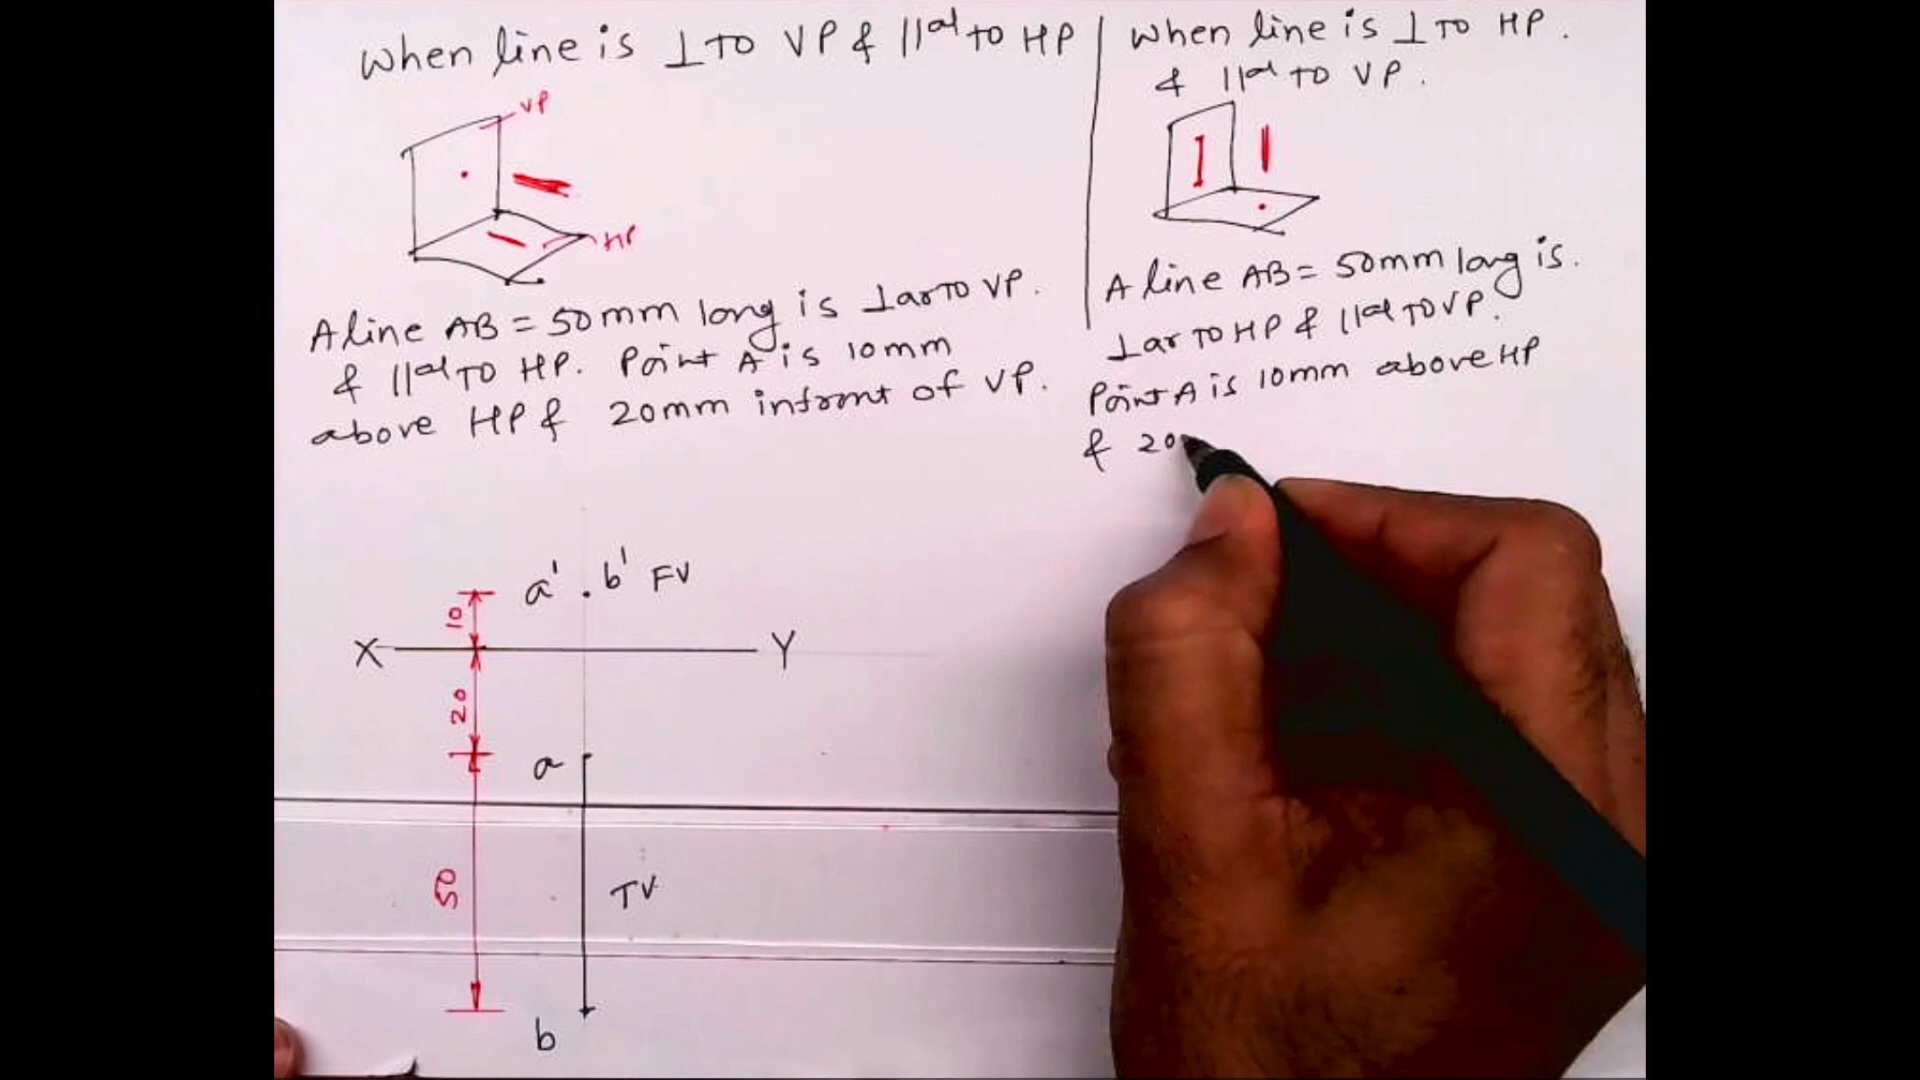 When line is ⊥ TO VP & ||al to HP
VP
HP
A line AB = 50mm long is ⊥ar TO VP.
& ||al TO HP. Point A is 10mm
above HP & 20mm infront of VP.
a' . b' FV
10
X
Y
20
a
50
TV
b
When line is ⊥ TO HP.
& ||al TO VP.
A line AB = 50mm long is.
⊥ar TO HP & ||al TO VP.
Point A is 10mm above HP
& 20